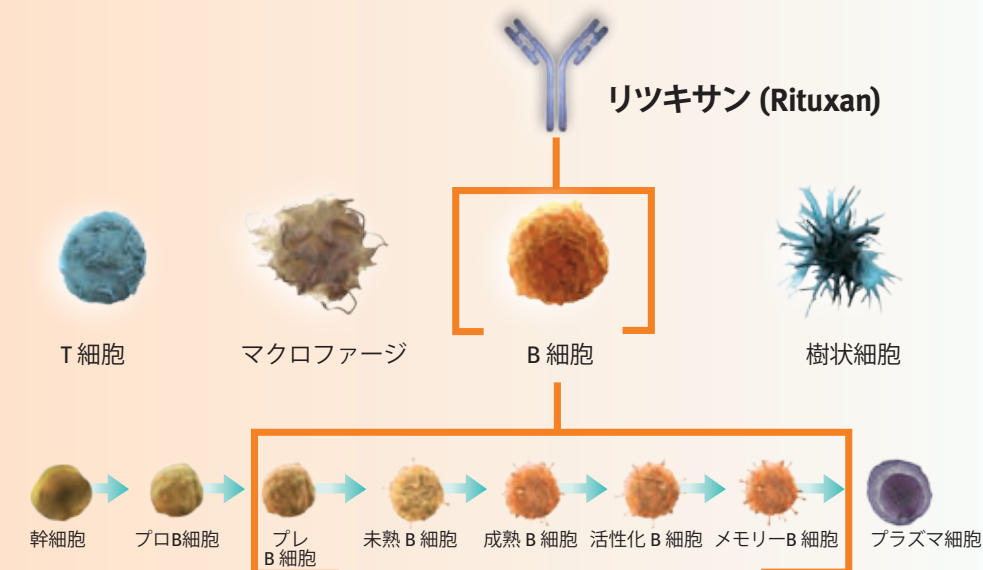 リツキサン (Rituxan)
T 細胞
マクロファージ
B 細胞
樹状細胞
幹細胞
プロB細胞
プレ
B 細胞
未熟 B 細胞
成熟 B 細胞
活性化 B 細胞
メモリーB 細胞
プラズマ細胞